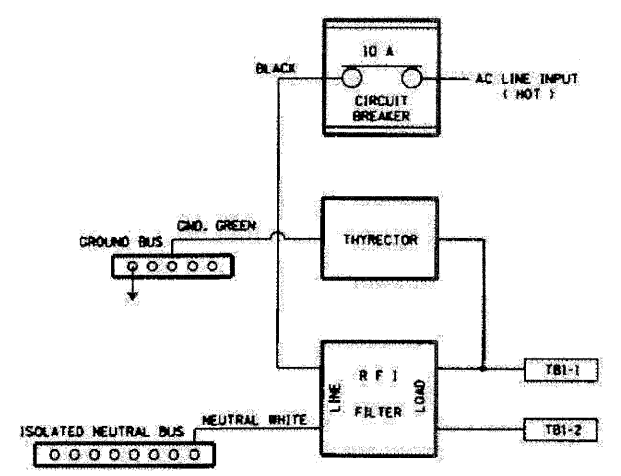 10 A
BLACK
AC LINE INPUT
( HOT )
CIRCUIT
BREAKER
GND. GREEN
GROUND BUS
THYRECTOR
R F I
FILTER
LINE
LOAD
TB1-1
NEUTRAL WHITE
TB1-2
ISOLATED NEUTRAL BUS